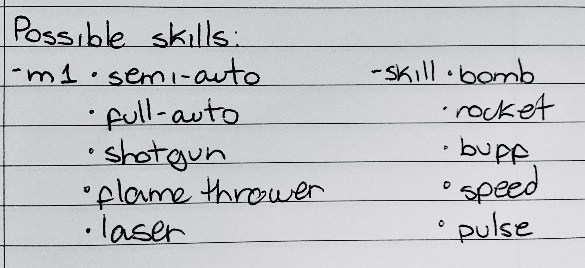 Possible skills:
-m1 • semi-auto -skill • bomb
• full-auto • rocket
• shotgun • buff
• flame thrower • speed
• laser • pulse